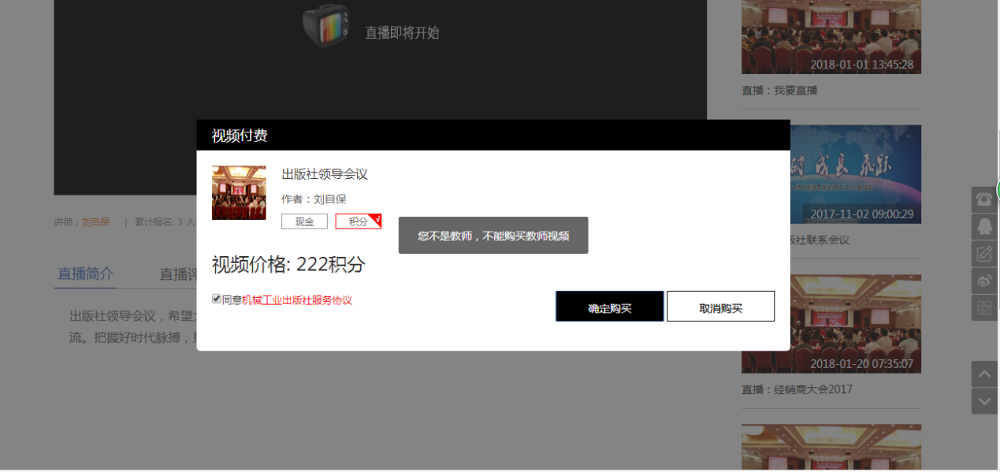 直播即将开始
2018-01-01 13:45:28
直播：我要直播
视频付费
出版社领导会议
作者：刘自保
现金
积分
您不是教师，不能购买教师视频
视频价格: 222积分
同意机械工业出版社服务协议
确定购买
取消购买
2017-11-02 09:00:29
版社联系会议
讲师：刘自保 | 累计报名: 3 人
直播简介
直播评
出版社领导会议，希望
流。把握好时代脉搏，
2018-01-20 07:35:07
直播：经销商大会2017